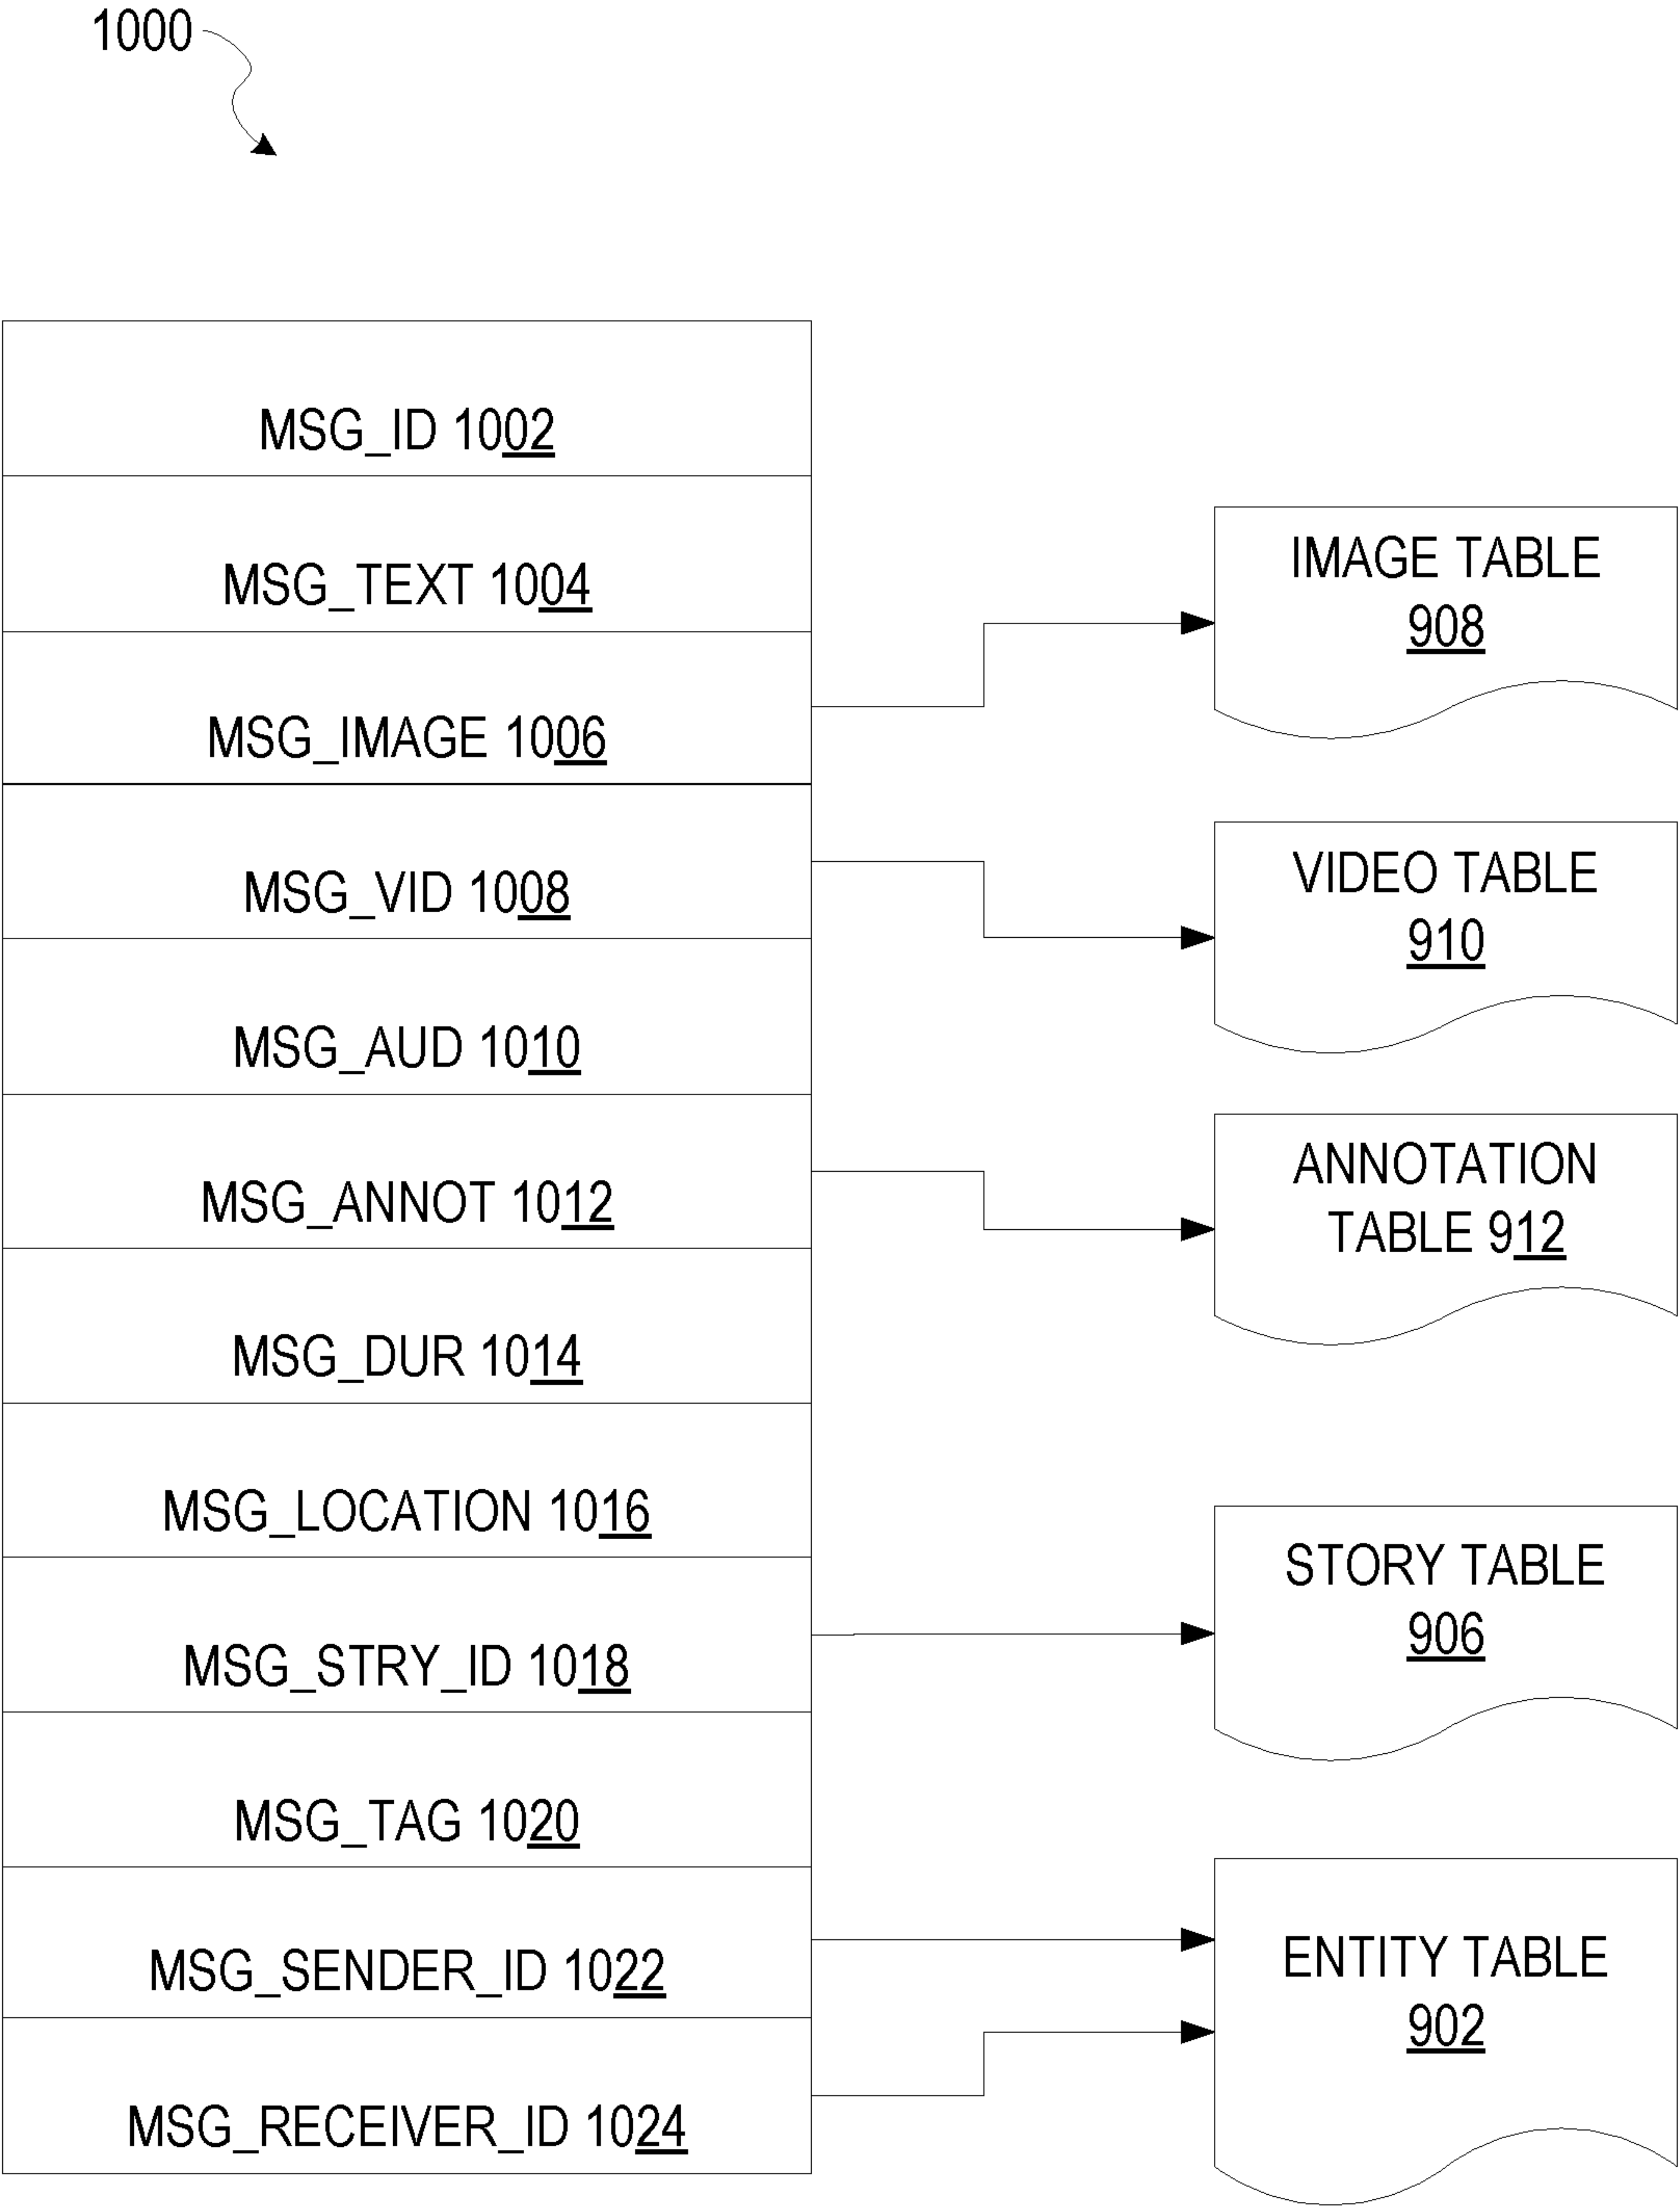 1000
MSG_ID 1002
MSG_TEXT 1004
MSG_IMAGE 1006
MSG_VID 1008
MSG_AUD 1010
MSG_ANNOT 1012
MSG_DUR 1014
MSG_LOCATION 1016
MSG_STRY_ID 1018
MSG_TAG 1020
MSG_SENDER_ID 1022
MSG_RECEIVER_ID 1024
IMAGE TABLE
908
VIDEO TABLE
910
ANNOTATION
TABLE 912
STORY TABLE
906
ENTITY TABLE
902